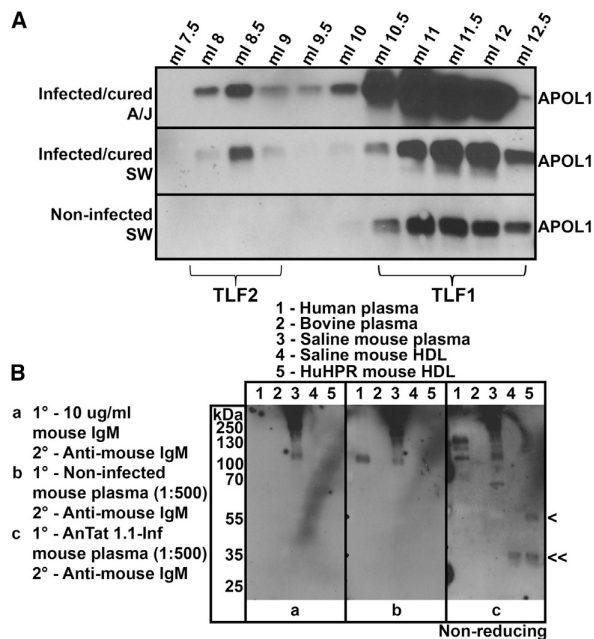 A
ml 7.5
ml 8
ml 8.5
ml 9
ml 9.5
ml 10
ml 10.5
ml 11
ml 11.5
ml 12
ml 12.5
Infected/cured
A/J
APOL1
Infected/cured
SW
APOL1
Non-infected
SW
APOL1
TLF2
TLF1
1 - Human plasma
2 - Bovine plasma
3 - Saline mouse plasma
4 - Saline mouse HDL
5 - HuHPR mouse HDL
B
1 2 3 4 5 1 2 3 4 5 1 2 3 4 5
a 1° - 10 ug/ml
mouse IgM
2° - Anti-mouse IgM
b 1° - Non-infected
mouse plasma (1:500)
2° - Anti-mouse IgM
c 1° - AnTat 1.1-Inf
mouse plasma (1:500)
2° - Anti-mouse IgM
kDa
250
130
100
70
55
35
25
<
<<
a b c
Non-reducing